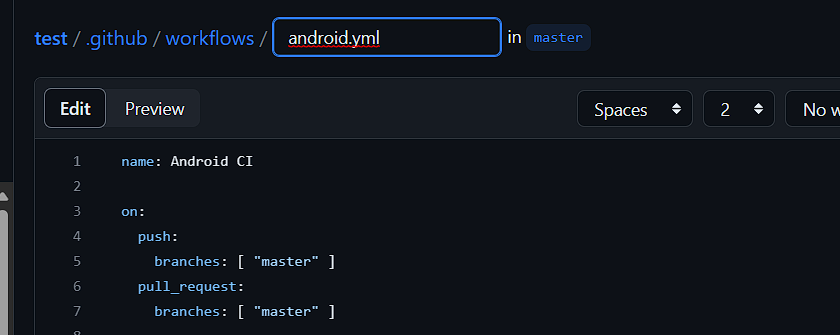 test / .github / workflows / android.yml in master
Edit Preview Spaces 2 No
1 name: Android CI
2
3 on:
4 push:
5 branches: [ "master" ]
6 pull_request:
7 branches: [ "master" ]